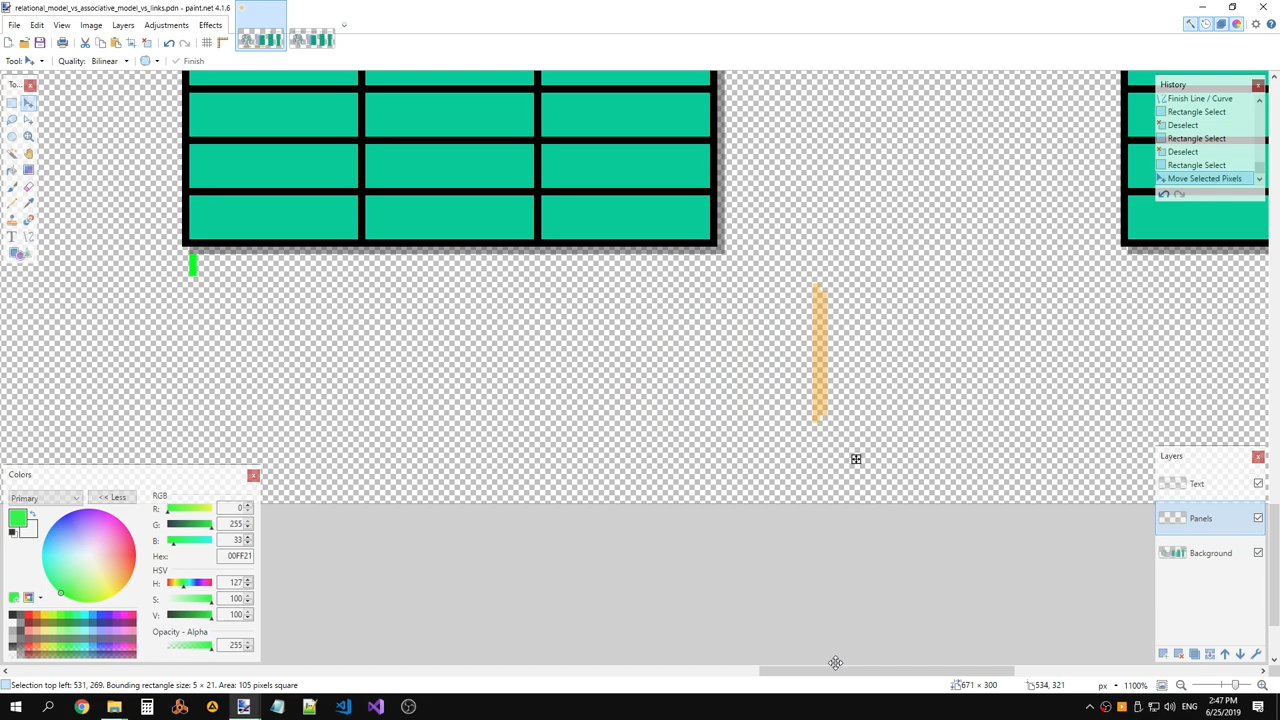 relational_model_vs_associative_model_vs_links.pdn - paint.net 4.1.6
File Edit View Image Layers Adjustments Effects
Tool: Quality: Bilinear Finish
To...
History
Finish Line / Curve
Rectangle Select
Deselect
Rectangle Select
Deselect
Rectangle Select
Move Selected Pixels
Layers
Text
Panels
Background
Colors
Primary << Less
RGB
R: 0
G: 255
B: 33
Hex: 00FF21
HSV
H: 127
S: 100
V: 100
Opacity - Alpha
255
Selection top left: 531, 269. Bounding rectangle size: 5 × 21. Area: 105 pixels square 671 × 300 534, 321 px 1100%
ENG 2:47 PM
6/25/2019